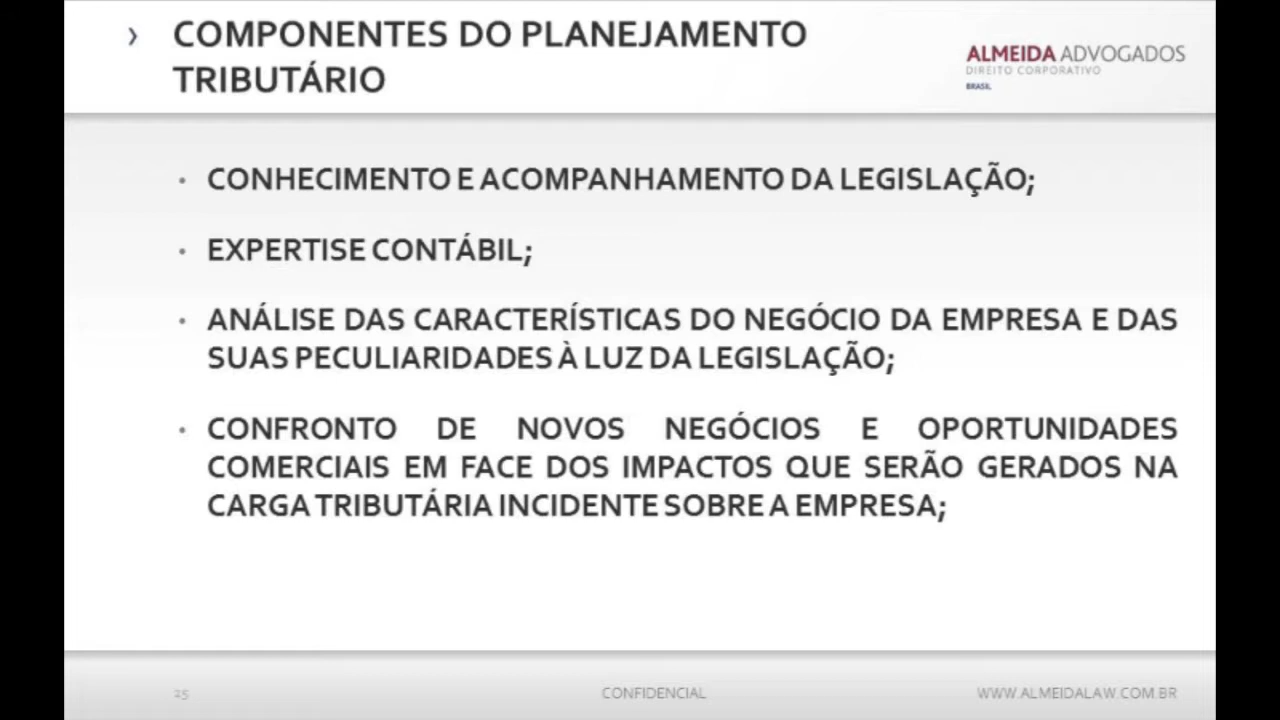 › COMPONENTES DO PLANEJAMENTO
TRIBUTÁRIO
ALMEIDA ADVOGADOS
DIREITO CORPORATIVO
BRASIL
• CONHECIMENTO E ACOMPANHAMENTO DA LEGISLAÇÃO;
• EXPERTISE CONTÁBIL;
• ANÁLISE DAS CARACTERÍSTICAS DO NEGÓCIO DA EMPRESA E DAS
SUAS PECULIARIDADES À LUZ DA LEGISLAÇÃO;
• CONFRONTO DE NOVOS NEGÓCIOS E OPORTUNIDADES
COMERCIAIS EM FACE DOS IMPACTOS QUE SERÃO GERADOS NA
CARGA TRIBUTÁRIA INCIDENTE SOBRE A EMPRESA;
25
CONFIDENCIAL
WWW.ALMEIDALAW.COM.BR